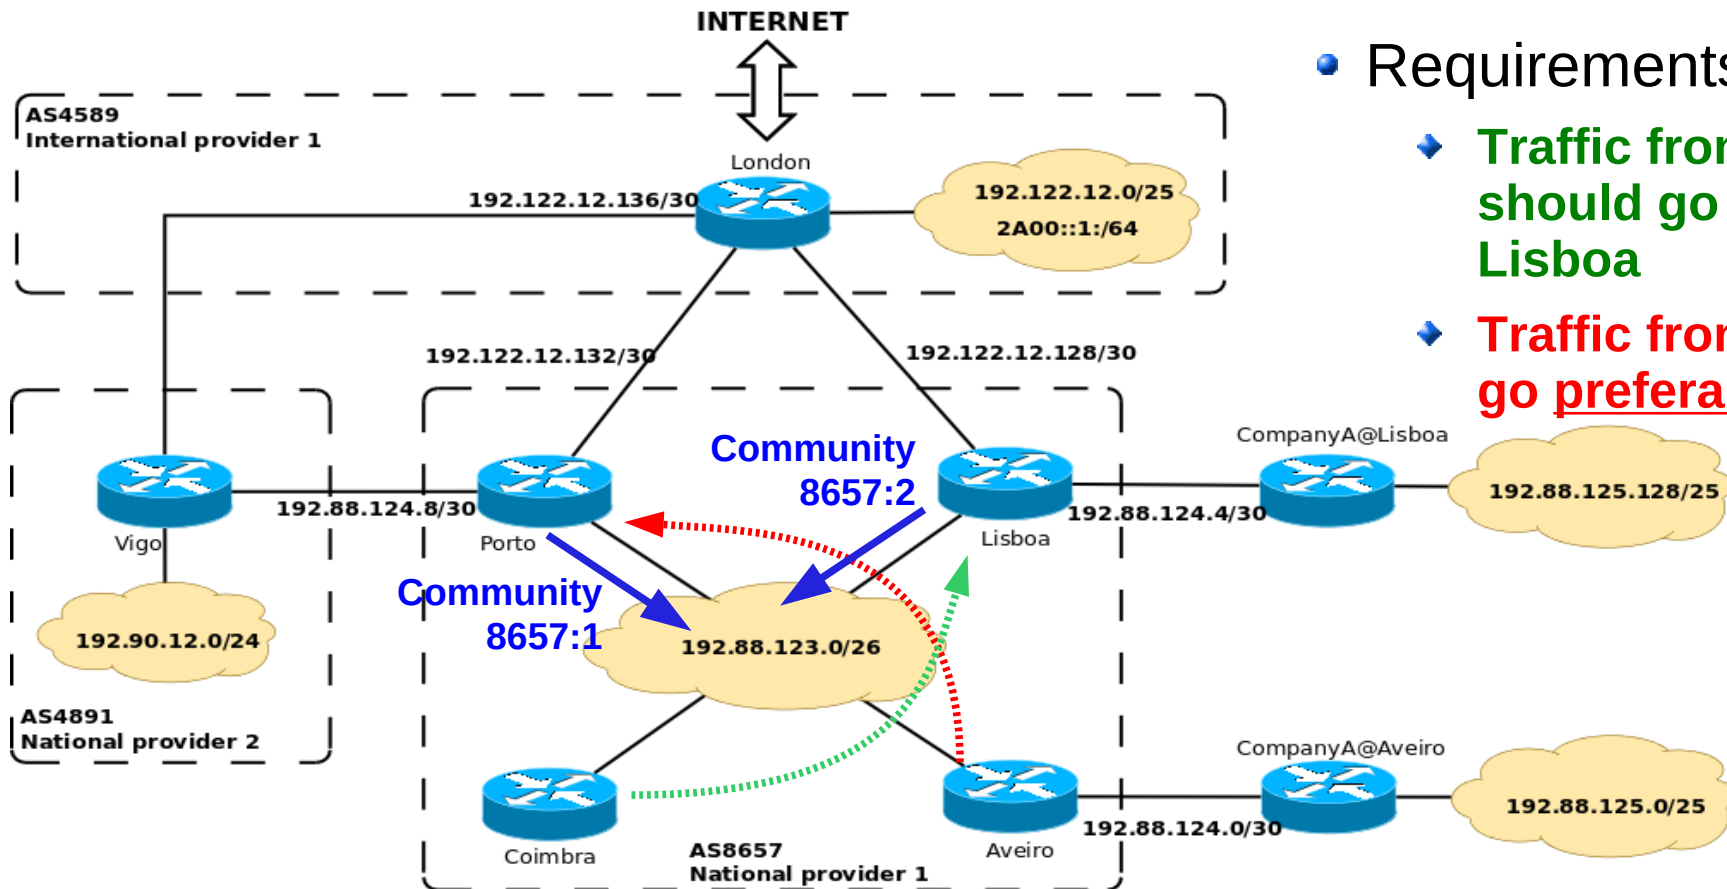 INTERNET
Requirements
AS4589
International provider 1
Traffic from
should go
Lisboa
London
192.122.12.136/30
192.122.12.0/25
2A00::1:/64
Traffic from
go prefera
192.122.12.132/30
192.122.12.128/30
Community
8657:2
CompanyA@Lisboa
192.88.125.128/25
192.88.124.8/30
192.88.124.4/30
Vigo
Porto
Lisboa
Community
8657:1
192.90.12.0/24
192.88.123.0/26
AS4891
National provider 2
CompanyA@Aveiro
192.88.125.0/25
192.88.124.0/30
Coimbra
AS8657
National provider 1
Aveiro